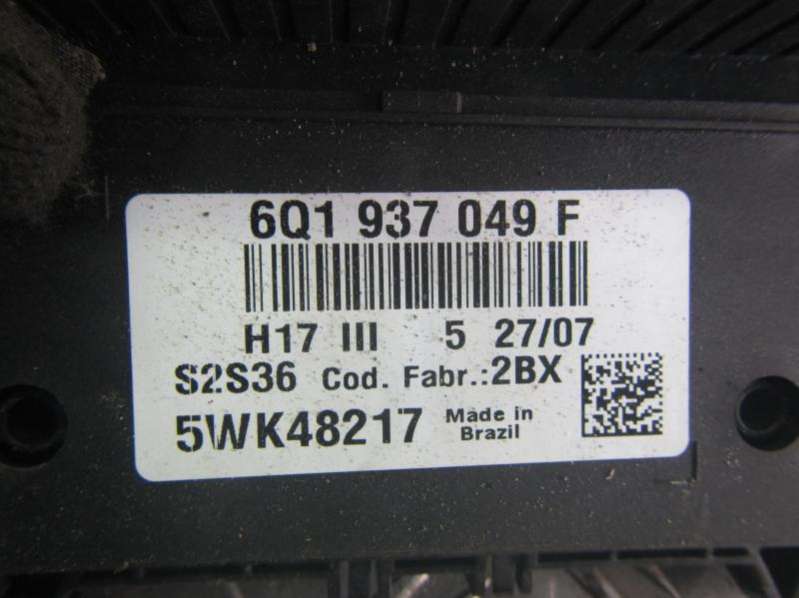 6Q1 937 049 F
H17 III 5 27/07
S2S36 Cod. Fabr.:2BX
5WK48217 Made in
Brazil